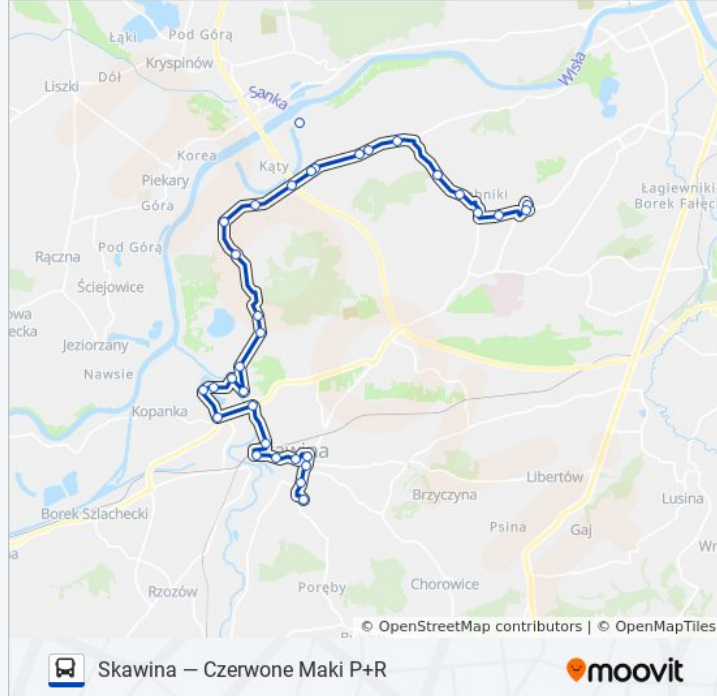 Łąki
Pod Górą
Kryspinów
Dół
Liszki
Sanka
Wisła
Korea
Kąty
Piekary
Góra
Łagiewniki
Borek Fałęc
Pod Górą
Rączna
Ściejowice
Jeziorzany
Nawsie
Kopanka
Brzyczyna
Libertów
Lusina
Borek Szlachecki
Psina
Gaj
Rzozów
Poręby
Chorowice
© OpenStreetMap contributors | © OpenMapTiles
Skawina — Czerwone Maki P+R
moovit